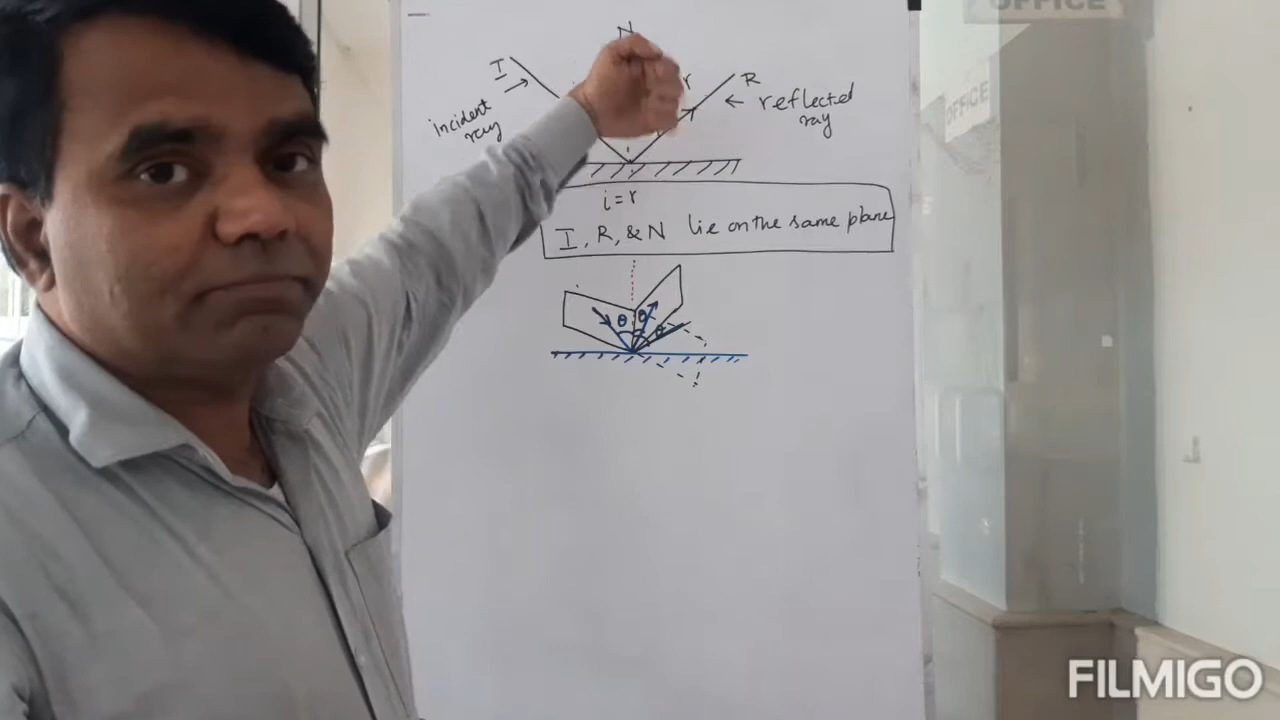 OFFICE
OFFICE
N
I
r
R
incident
ray
reflected
ray
i = r
I, R, & N lie on the same plane
θ θ
θ
FILMIGO